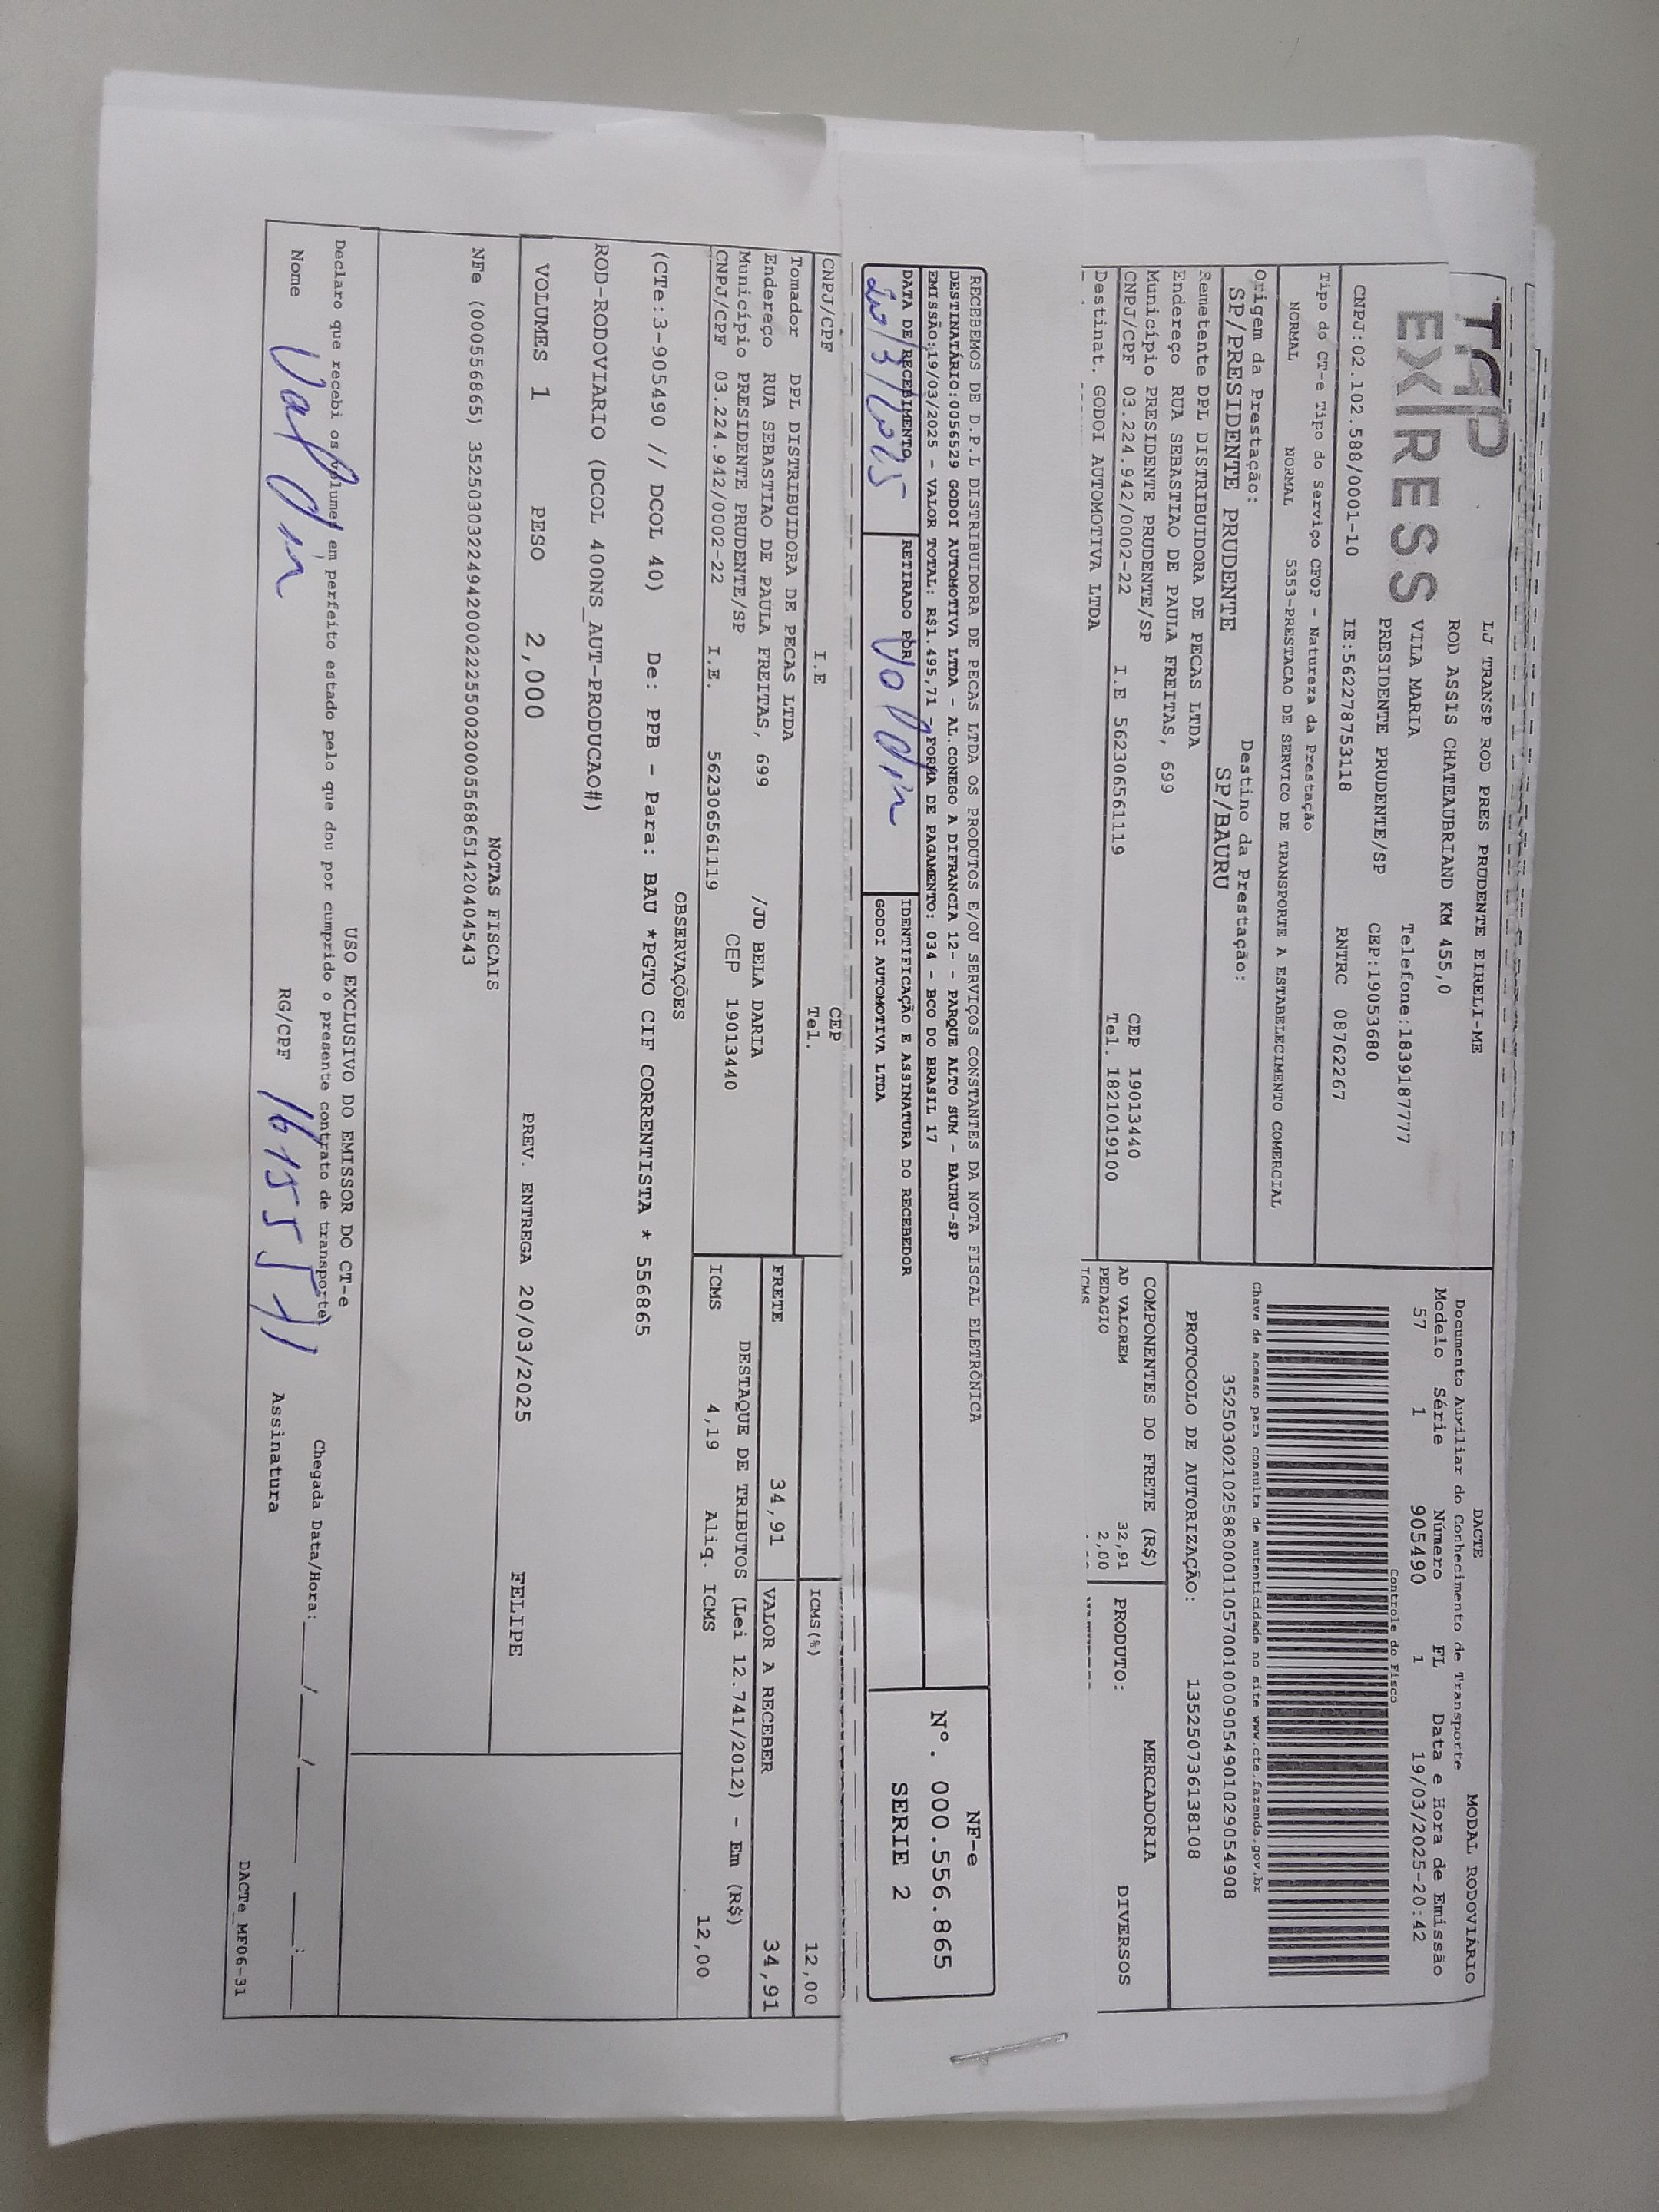 TAP
EXPRESS
LJ TRANSP ROD PRES PRUDENTE EIRELI-ME
ROD ASSIS CHATEAUBRIAND KM 455,0
VILA MARIA Telefone:1839187777
PRESIDENTE PRUDENTE/SP CEP:19053680
CNPJ:02.102.588/0001-10 IE:562278753118 RNTRC 08762267
Tipo do CT-e Tipo do Serviço CFOP - Natureza da Prestação
NORMAL NORMAL 5353-PRESTACAO DE SERVICO DE TRANSPORTE A ESTABELECIMENTO COMERCIAL
Origem da Prestação: Destino da Prestação:
SP/PRESIDENTE PRUDENTE SP/BAURU
Remetente DPL DISTRIBUIDORA DE PECAS LTDA
Endereço RUA SEBASTIAO DE PAULA FREITAS, 699
Município PRESIDENTE PRUDENTE/SP CEP 19013440
CNPJ/CPF 03.224.942/0002-22 I.E 562306561119 Tel. 1821019100
Destinat. GODOI AUTOMOTIVA LTDA
DACTE MODAL RODOVIÁRIO
Documento Auxiliar do Conhecimento de Transporte
Modelo Série Número FL Data e Hora de Emissão
57 1 905490 1 19/03/2025-20:42
Controle do Fisco
Chave de acesso para consulta de autenticidade no site www.cte.fazenda.gov.br
35250302102588000110570010009054901029054908
PROTOCOLO DE AUTORIZAÇÃO: 135250736138108
COMPONENTES DO FRETE (R$) MERCADORIA
AD VALOREM 32,91 PRODUTO: DIVERSOS
PEDAGIO 2,00
ICMS
RECEBEMOS DE D.P.L DISTRIBUIDORA DE PECAS LTDA OS PRODUTOS E/OU SERVIÇOS CONSTANTES DA NOTA FISCAL ELETRÔNICA
DESTINATÁRIO:0056529 GODOI AUTOMOTIVA LTDA - AL.CONEGO A DIFRANCIA 12- - PARQUE ALTO SUM - BAURU-SP
EMISSÃO:19/03/2025 - VALOR TOTAL: R$1.495,71 - FORMA DE PAGAMENTO: 034 - BCO DO BRASIL 17
DATA DE RECEBIMENTO RETIRADO POR IDENTIFICAÇÃO E ASSINATURA DO RECEBEDOR
20/3/2025 Valdir GODOI AUTOMOTIVA LTDA
NF-e
Nº. 000.556.865
SERIE 2
CEP
CNPJ/CPF I.E Tel.
Tomador DPL DISTRIBUIDORA DE PECAS LTDA
Endereço RUA SEBASTIAO DE PAULA FREITAS, 699 /JD BELA DARIA
Município PRESIDENTE PRUDENTE/SP CEP 19013440
CNPJ/CPF 03.224.942/0002-22 I.E. 562306561119
ICMS(%) 12,00
FRETE 34,91 VALOR A RECEBER 34,91
DESTAQUE DE TRIBUTOS (Lei 12.741/2012) - Em (R$)
ICMS 4,19 Aliq. ICMS 12,00
OBSERVAÇÕES
(CTe:3-905490 // DCOL 40) De: PPB - Para: BAU *PGTO CIF CORRENTISTA * 556865
ROD-RODOVIARIO (DCOL 400NS_AUT-PRODUCAO#)
VOLUMES 1 PESO 2,000 PREV. ENTREGA 20/03/2025 FELIPE
NOTAS FISCAIS
NFe (000556865) 35250303224942000222550020005568651420404543
USO EXCLUSIVO DO EMISSOR DO CT-e
Declaro que recebi os volumes em perfeito estado pelo que dou por cumprido o presente contrato de transporte) Chegada Data/Hora:___/___/______ ___:___
Nome Valdir RG/CPF 16155571 Assinatura
DACTe_MF06-31